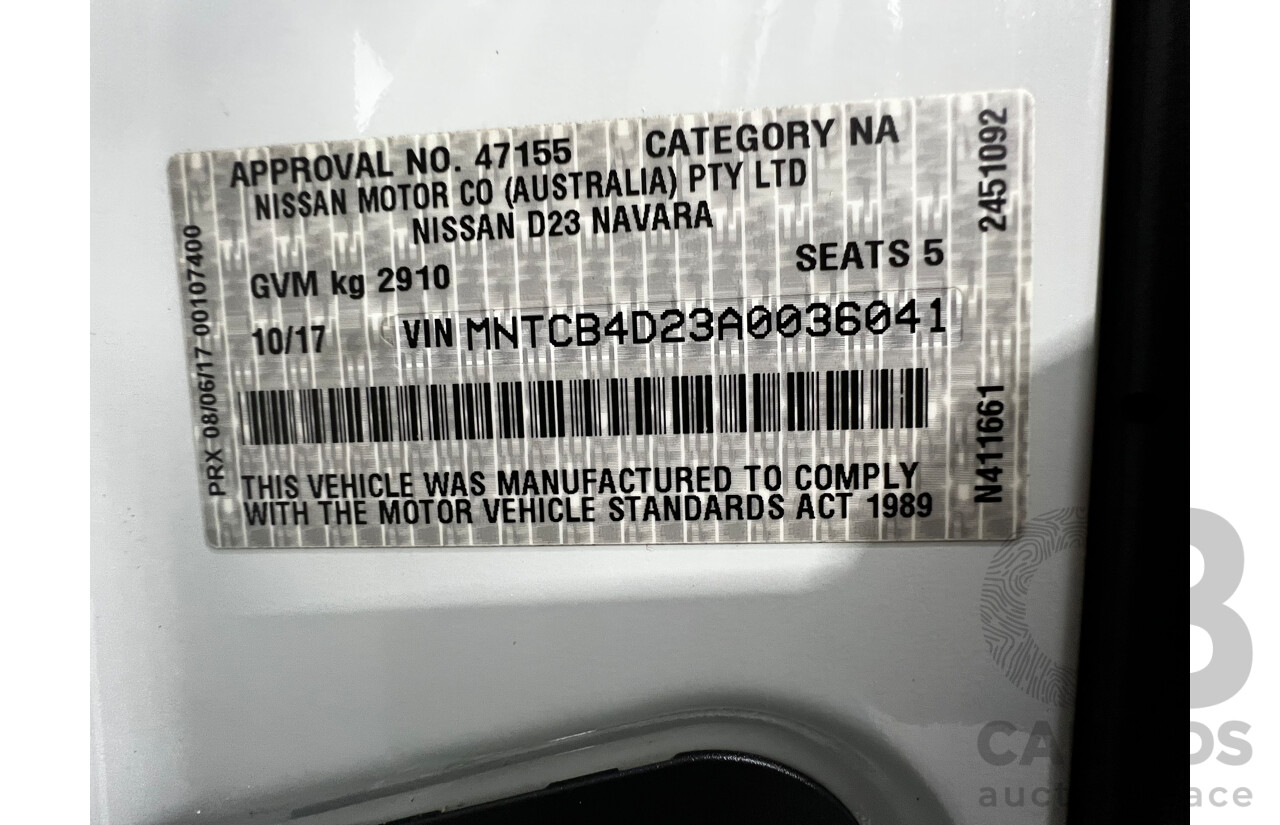 APPROVAL NO. 47155 CATEGORY NA
NISSAN MOTOR CO (AUSTRALIA) PTY LTD
NISSAN D23 NAVARA
GVM kg 2910 SEATS 5
10/17 VIN MNTCB4D23A0036041
THIS VEHICLE WAS MANUFACTURED TO COMPLY
WITH THE MOTOR VEHICLE STANDARDS ACT 1989
PRX 08/06/17 00107400
24510​92
N411661